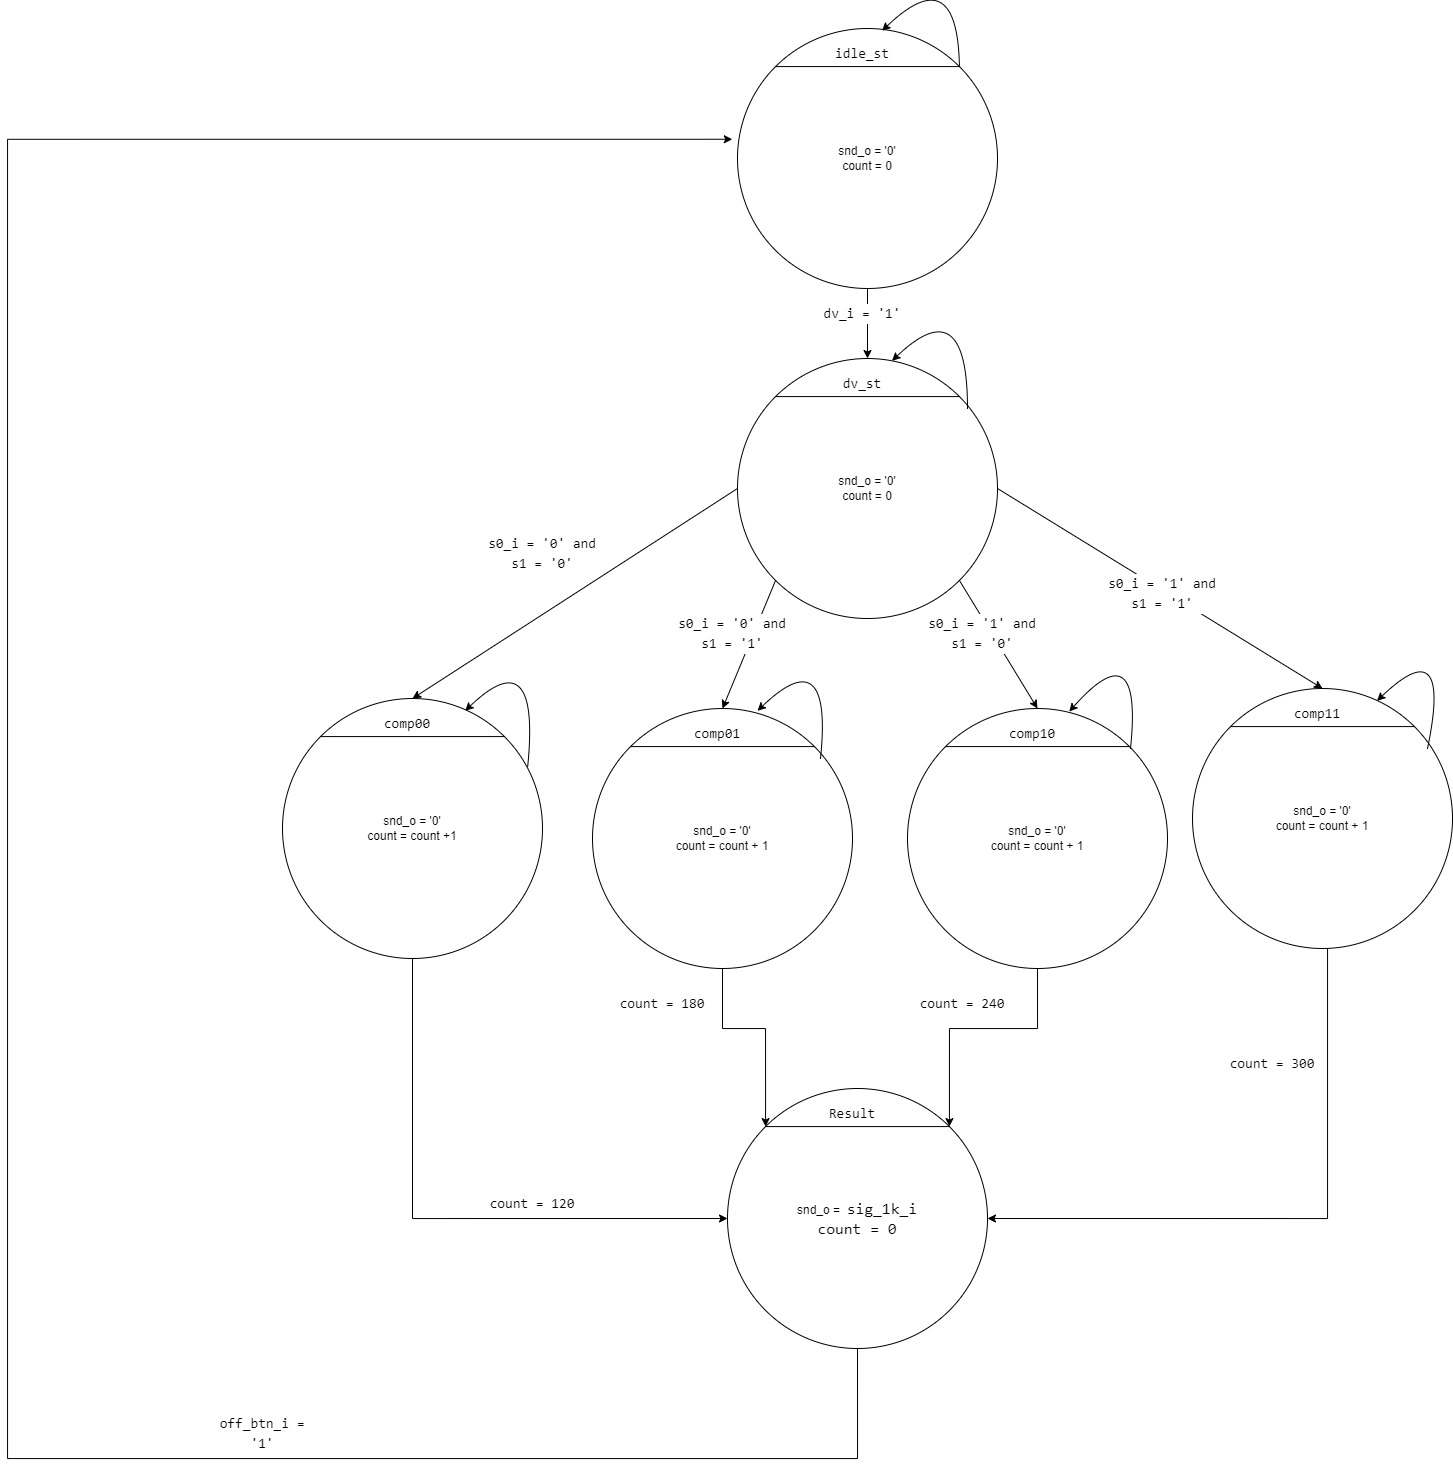 idle_st
snd_o = '0'
count = 0
dv_i = '1'
dv_st
snd_o = '0'
count = 0
s0_i = '0' and
s1 = '0'
s0_i = '0' and
s1 = '1'
s0_i = '1' and
s1 = '0'
s0_i = '1' and
s1 = '1'
comp00
snd_o = '0'
count = count +1
comp01
snd_o = '0'
count = count + 1
comp10
snd_o = '0'
count = count + 1
comp11
snd_o = '0'
count = count + 1
count = 180
count = 240
count = 300
count = 120
Result
snd_o = sig_1k_i
count = 0
off_btn_i =
'1'